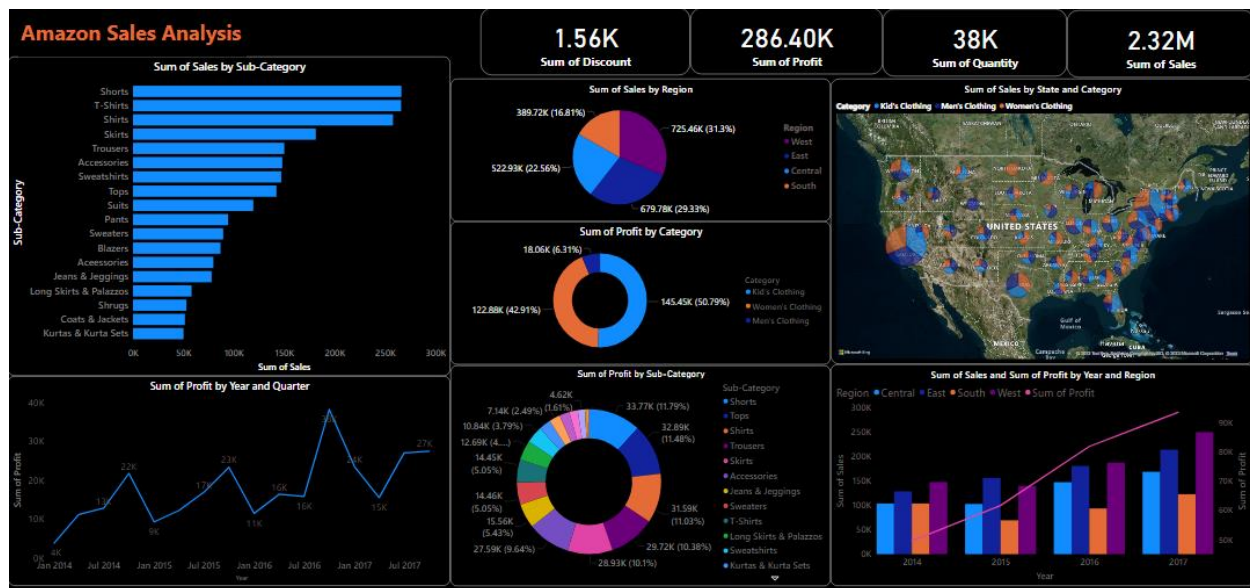 Amazon Sales Analysis
1.56K
Sum of Discount
286.40K
Sum of Profit
38K
Sum of Quantity
2.32M
Sum of Sales
Sum of Sales by Sub-Category
Sub-Category
Shorts
T-Shirts
Shirts
Skirts
Trousers
Accessories
Sweatshirts
Tops
Suits
Pants
Sweaters
Blazers
Aceessories
Jeans & Jeggings
Long Skirts & Palazzos
Shrugs
Coats & Jackets
Kurtas & Kurta Sets
0K 50K 100K 150K 200K 250K 300K
Sum of Sales
Sum of Sales by Region
389.72K (16.81%)
725.46K (31.3%)
522.93K (22.56%)
679.78K (29.33%)
Region
West
East
Central
South
Sum of Profit by Category
18.06K (6.31%)
122.88K (42.91%)
145.45K (50.79%)
Category
Kid's Clothing
Women's Clothing
Men's Clothing
Sum of Sales by State and Category
Category Kid's Clothing Men's Clothing Women's Clothing
UNITED STATES
MEXICO
Gulf of
Mexico
Havana
CUBA
Sum of Profit by Year and Quarter
Sum of Profit
40K
30K
20K
10K
0K
4K
22K
9K
23K
11K
16K
16K
24K
15K
27K
Jan 2014 Jul 2014 Jan 2015 Jul 2015 Jan 2016 Jul 2016 Jan 2017 Jul 2017
Year
Sum of Profit by Sub-Category
4.62K
(1.61%)
7.14K (2.49%)
10.84K (3.79%)
12.69K (4....)
14.45K
(5.05%)
14.46K
(5.05%)
15.56K
(5.43%)
27.59K (9.64%)
28.93K (10.1%)
29.72K (10.38%)
31.59K
(11.03%)
32.89K
(11.48%)
33.77K (11.79%)
Sub-Category
Shorts
Tops
Shirts
Trousers
Skirts
Accessories
Jeans & Jeggings
Sweaters
T-Shirts
Long Skirts & Palazzos
Sweatshirts
Kurtas & Kurta Sets
Sum of Sales and Sum of Profit by Year and Region
Region Central East South West Sum of Profit
Sum of Sales
300K
250K
200K
150K
100K
50K
0K
90K
80K
70K
60K
50K
Sum of Profit
2014 2015 2016 2017
Year